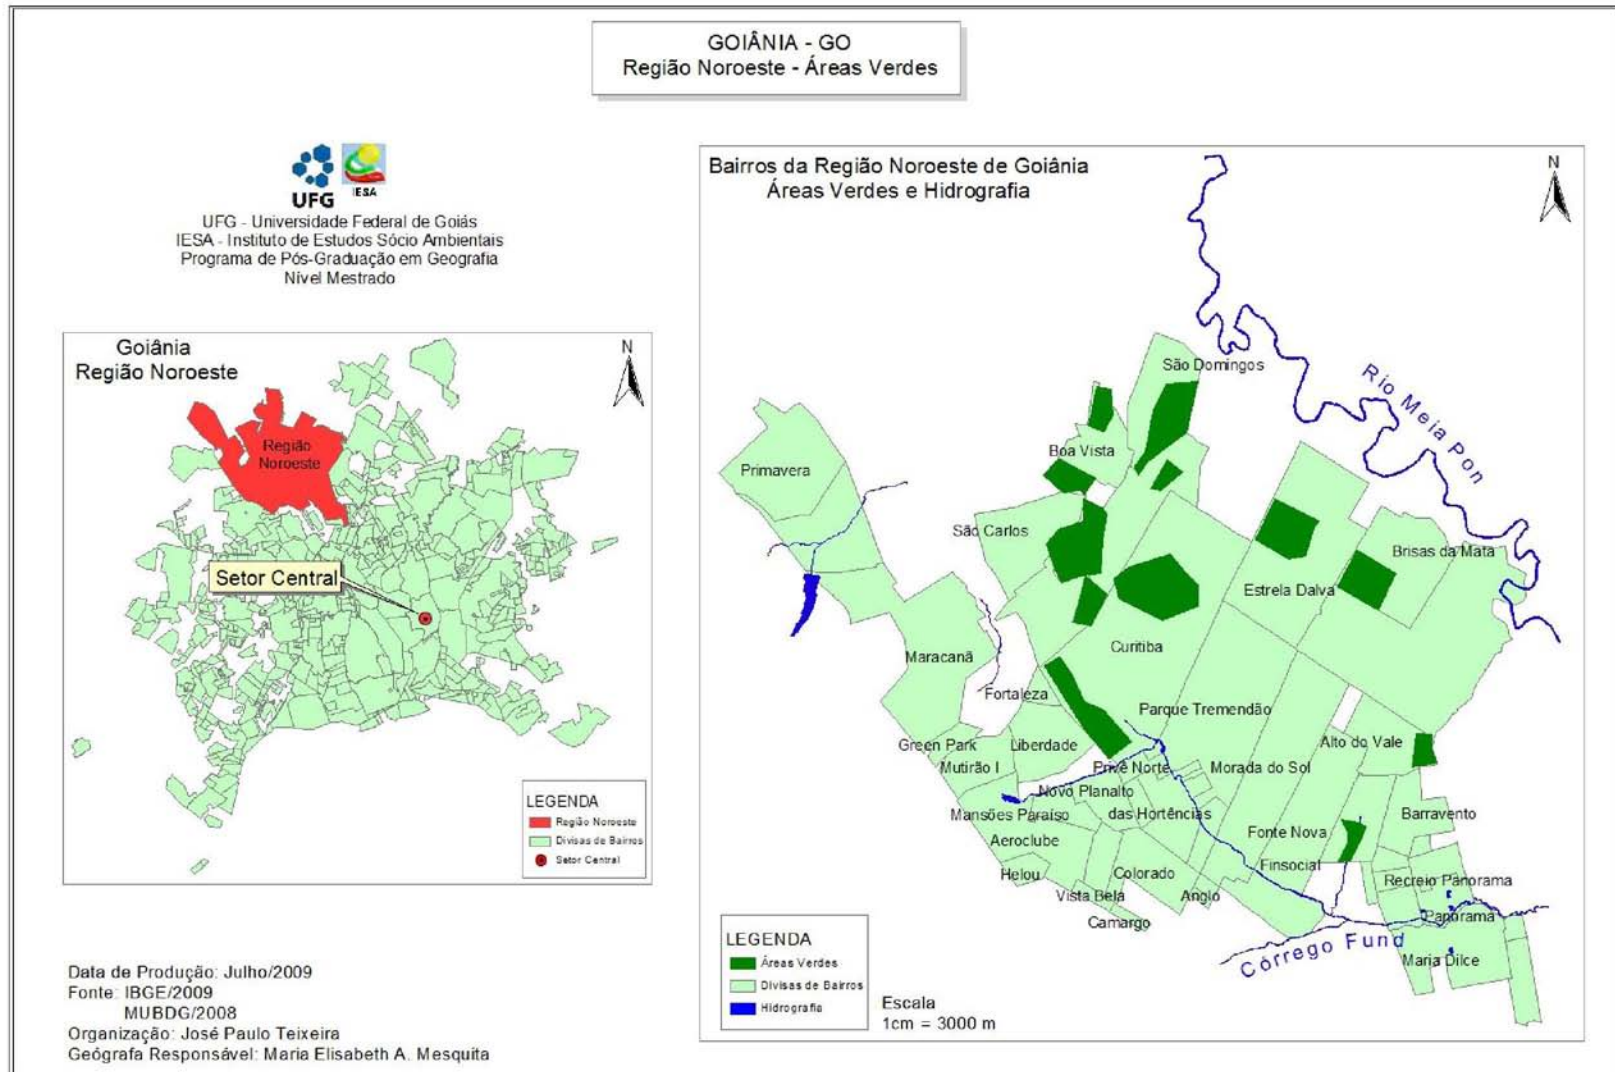 GOIÂNIA - GO
Região Noroeste - Áreas Verdes
UFG
IESA
UFG - Universidade Federal de Goiás
IESA - Instituto de Estudos Sócio Ambientais
Programa de Pós-Graduação em Geografia
Nível Mestrado
Goiânia
Região Noroeste
N
Região
Noroeste
Setor Central
LEGENDA
Região Noroeste
Divisas de Bairros
Setor Central
Data de Produção: Julho/2009
Fonte: IBGE/2009
MUBDG/2008
Organização: José Paulo Teixeira
Geógrafa Responsável: Maria Elisabeth A. Mesquita
Bairros da Região Noroeste de Goiânia
Áreas Verdes e Hidrografia
N
São Domingos
Rio Meia Pon
Boa Vista
Primavera
São Carlos
Brisas da Mata
Estrela Dalva
Curitiba
Maracanã
Fortaleza
Parque Tremendão
Green Park
Liberdade
Alto do Vale
Mutirão I
Privê Norte
Morada do Sol
Novo Planalto
Mansões Paraíso
das Hortências
Barravento
Aeroclube
Fonte Nova
Helou
Colorado
Finsocial
Recreio Panorama
Vista Bela
Anglo
Camargo
Panorama
Córrego Fund
Maria Dilce
LEGENDA
Áreas Verdes
Divisas de Bairros
Hidrografia
Escala
1cm = 3000 m